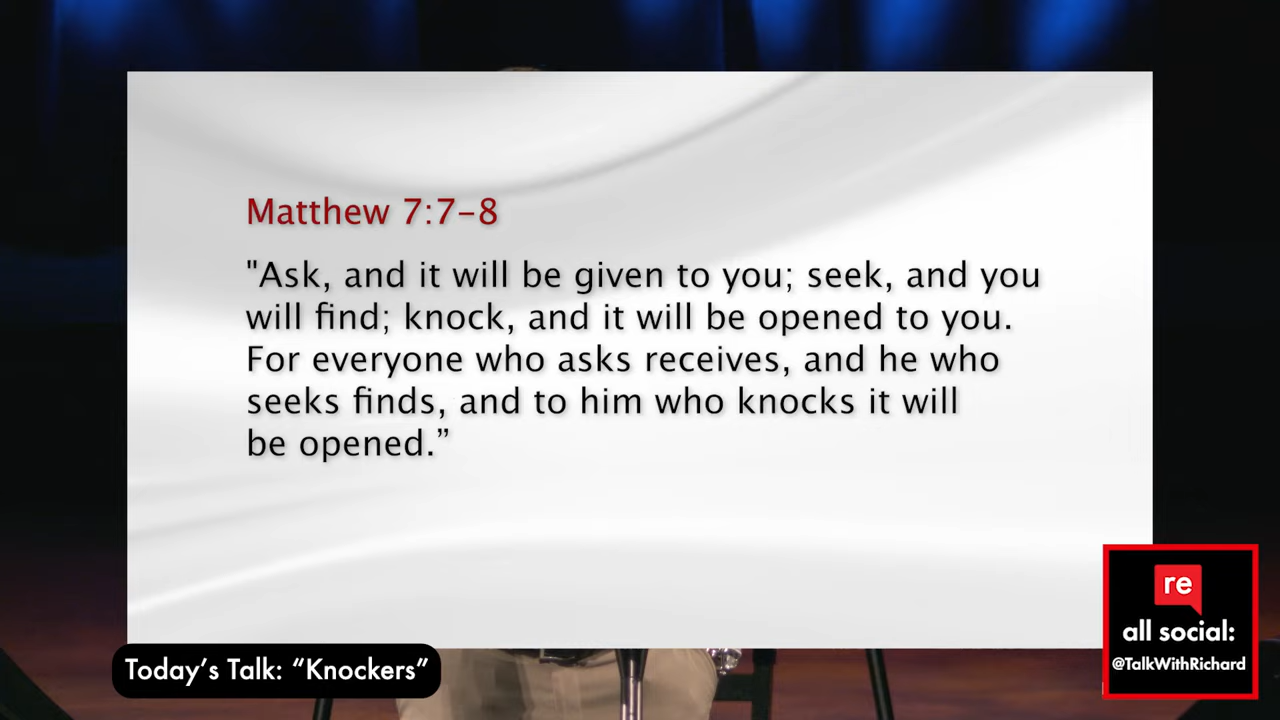 Matthew 7:7–8
"Ask, and it will be given to you; seek, and you
will find; knock, and it will be opened to you.
For everyone who asks receives, and he who
seeks finds, and to him who knocks it will
be opened.”
Today’s Talk: “Knockers”
re
all social:
@TalkWithRichard